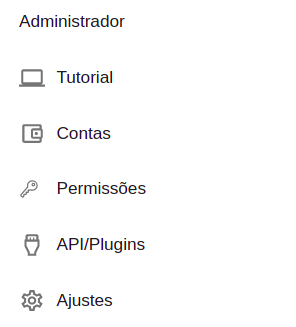 Administrador
Tutorial
Contas
Permissões
API/Plugins
Ajustes